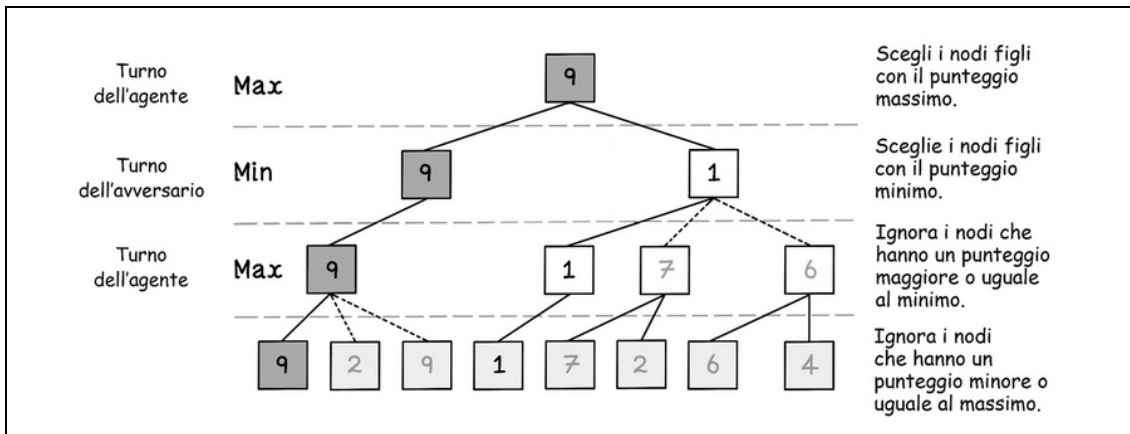 Turno
dell'agente
Max
9
Scegli i nodi figli
con il punteggio
massimo.
Turno
dell'avversario
Min
9
1
Sceglie i nodi figli
con il punteggio
minimo.
Turno
dell'agente
Max
9
1
7
6
Ignora i nodi che
hanno un punteggio
maggiore o uguale
al minimo.
9
2
9
1
7
2
6
4
Ignora i nodi
che hanno un
punteggio minore o
uguale al massimo.